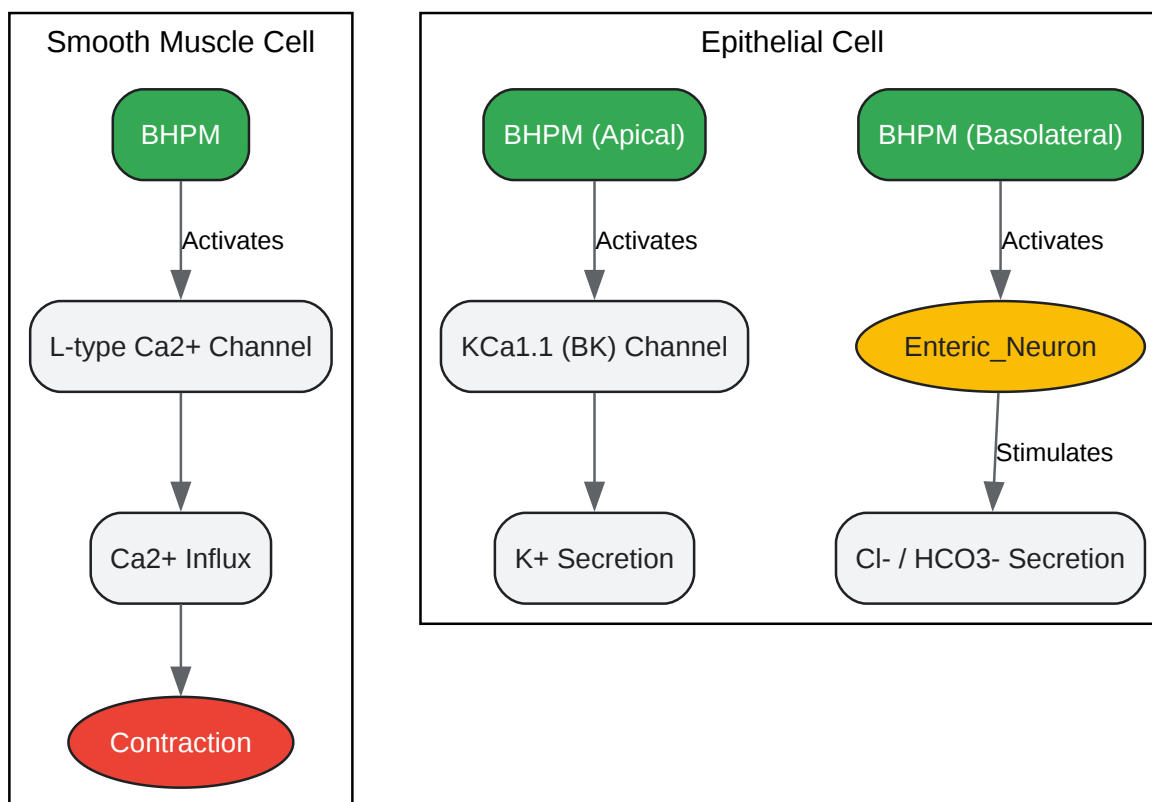 Smooth Muscle Cell
BHPM
Activates
L-type Ca2+ Channel
Ca2+ Influx
Contraction
Epithelial Cell
BHPM (Apical)
Activates
KCa1.1 (BK) Channel
K+ Secretion
BHPM (Basolateral)
Activates
Enteric_Neuron
Stimulates
Cl- / HCO3- Secretion